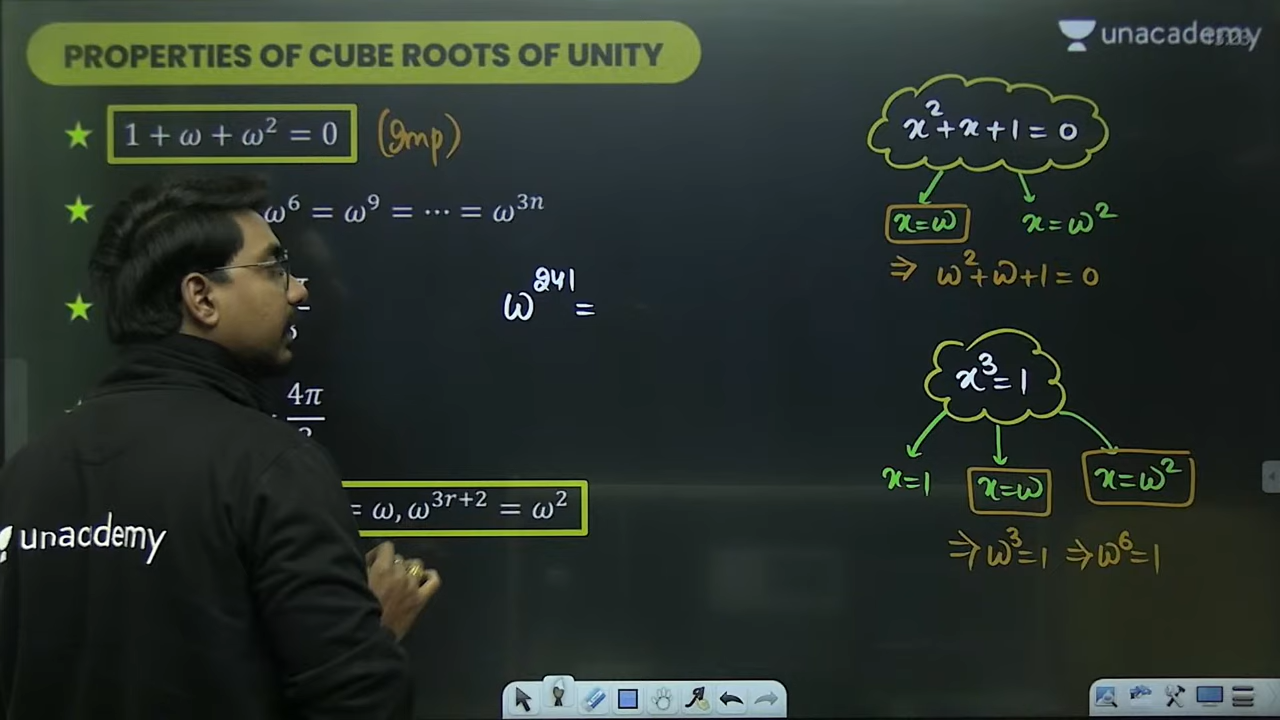 PROPERTIES OF CUBE ROOTS OF UNITY
unacademy
1 + ω + ω² = 0 (Imp)
ω⁶ = ω⁹ = ⋯ = ω³ⁿ
ω²⁴¹ =
4π
= ω, ω³ʳ⁺² = ω²
x² + x + 1 = 0
x = ω x = ω²
⇒ ω² + ω + 1 = 0
x³ = 1
x = 1 x = ω x = ω²
⇒ ω³ = 1 ⇒ ω⁶ = 1
unacademy